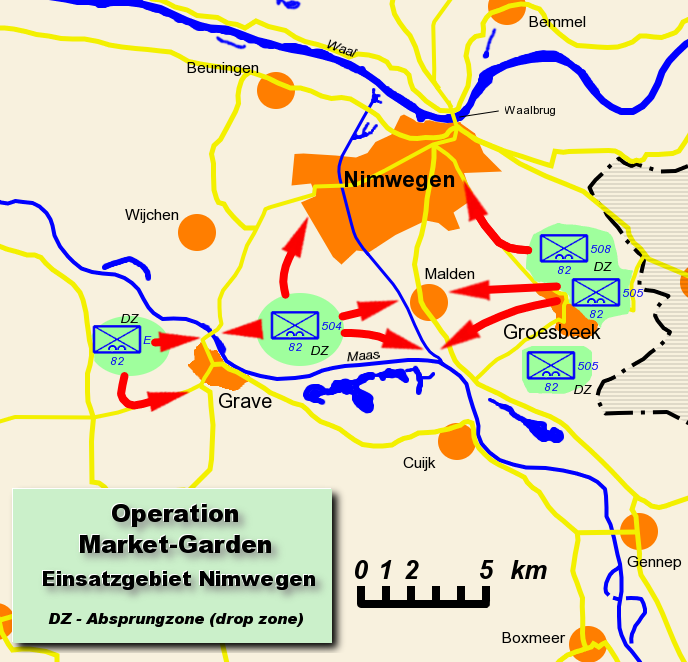 Bemmel
Waal
Beuningen
Waalbrug
Nimwegen
Wijchen
508
82
DZ
Malden
505
82
DZ
E
82
504
82
DZ
Groesbeek
Maas
505
82
DZ
Grave
Cuijk
Operation
Market-Garden
Einsatzgebiet Nimwegen
DZ - Absprungzone (drop zone)
0 1 2 5 km
Gennep
Boxmeer